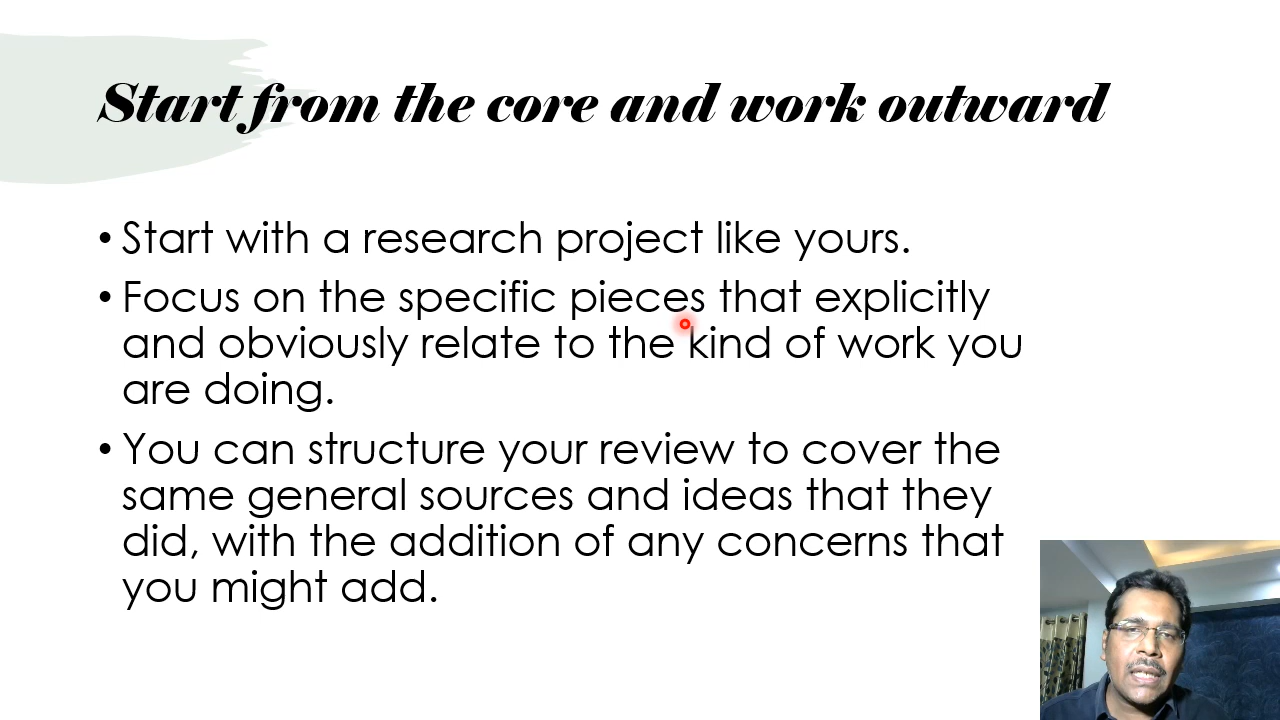 Start from the core and work outward
• Start with a research project like yours.
• Focus on the specific pieces that explicitly
and obviously relate to the kind of work you
are doing.
• You can structure your review to cover the
same general sources and ideas that they
did, with the addition of any concerns that
you might add.